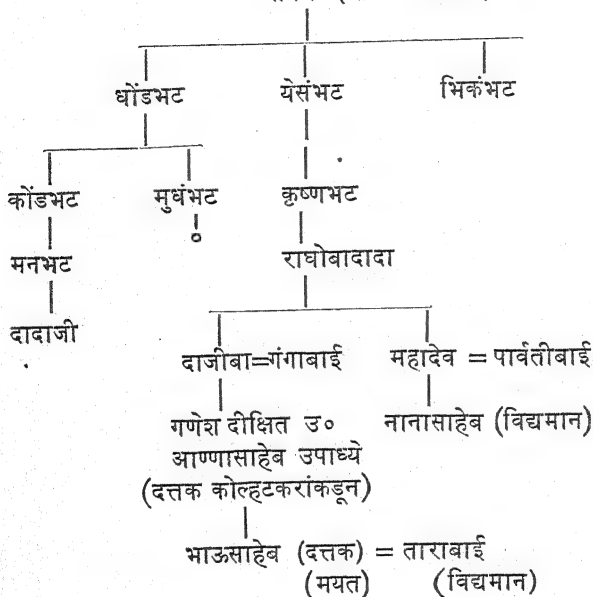 धोंडभट येसंभट भिकंभट
कोंडभट मुधंभट कृष्णभट
०
मनभट राघोबादादा
दादाजी
दाजीबा=गंगाबाई महादेव = पार्वतीबाई
गणेश दीक्षित उ० नानासाहेब (विद्यमान)
आण्णासाहेब उपाध्ये
(दत्तक कोल्हटकरांकडून)
भाऊसाहेब (दत्तक) = ताराबाई
(मयत) (विद्यमान)